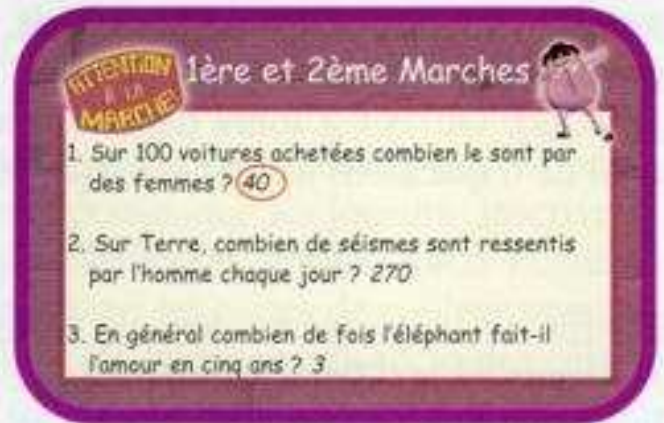 ATTENTION
A LA
MARCHE!
1ère et 2ème Marches
1. Sur 100 voitures achetées combien le sont par
des femmes ? 40
2. Sur Terre, combien de séismes sont ressentis
par l'homme chaque jour ? 270
3. En général combien de fois l'éléphant fait-il
l'amour en cinq ans ? 3